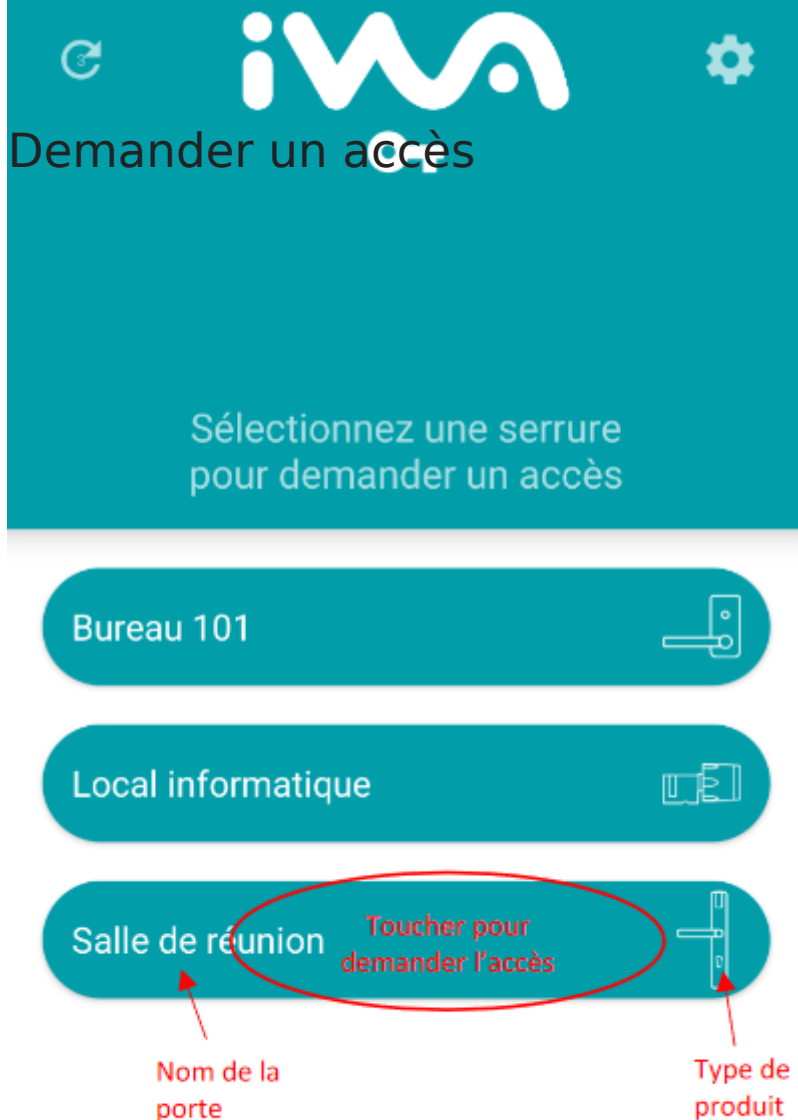 3
iwa
Demander un accès
Sélectionnez une serrure
pour demander un accès
Bureau 101
Local informatique
Salle de réunion
Toucher pour
demander l'accès
Nom de la
porte
Type de
produit